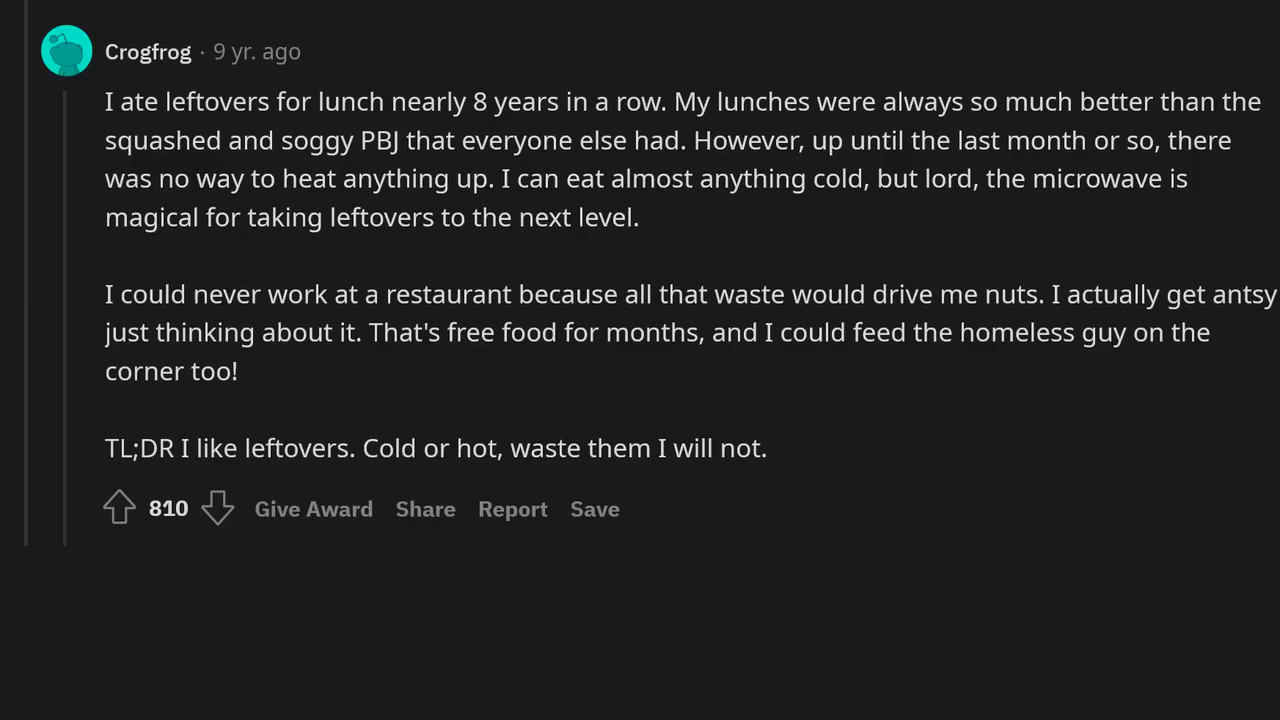 Crogfrog · 9 yr. ago
I ate leftovers for lunch nearly 8 years in a row. My lunches were always so much better than the
squashed and soggy PBJ that everyone else had. However, up until the last month or so, there
was no way to heat anything up. I can eat almost anything cold, but lord, the microwave is
magical for taking leftovers to the next level.
I could never work at a restaurant because all that waste would drive me nuts. I actually get antsy
just thinking about it. That's free food for months, and I could feed the homeless guy on the
corner too!
TL;DR I like leftovers. Cold or hot, waste them I will not.
810 Give Award Share Report Save